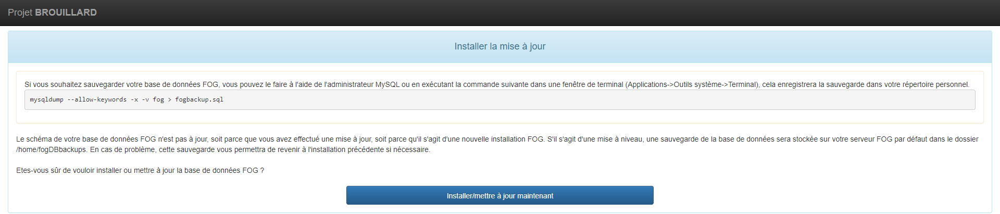 Projet BROUILLARD
Installer la mise à jour
Si vous souhaitez sauvegarder votre base de données FOG, vous pouvez le faire à l'aide de l'administrateur MySQL ou en exécutant la commande suivante dans une fenêtre de terminal (Applications->Outils système->Terminal), cela enregistrera la sauvegarde dans votre répertoire personnel.
mysqldump --allow-keywords -x -v fog > fogbackup.sql
Le schéma de votre base de données FOG n'est pas à jour, soit parce que vous avez effectué une mise à jour, soit parce qu'il s'agit d'une nouvelle installation FOG. S'il s'agit d'une mise à niveau, une sauvegarde de la base de données sera stockée sur votre serveur FOG par défaut dans le dossier
/home/fogDBbackups. En cas de problème, cette sauvegarde vous permettra de revenir à l'installation précédente si nécessaire.
Etes-vous sûr de vouloir installer ou mettre à jour la base de données FOG ?
Installer/mettre à jour maintenant